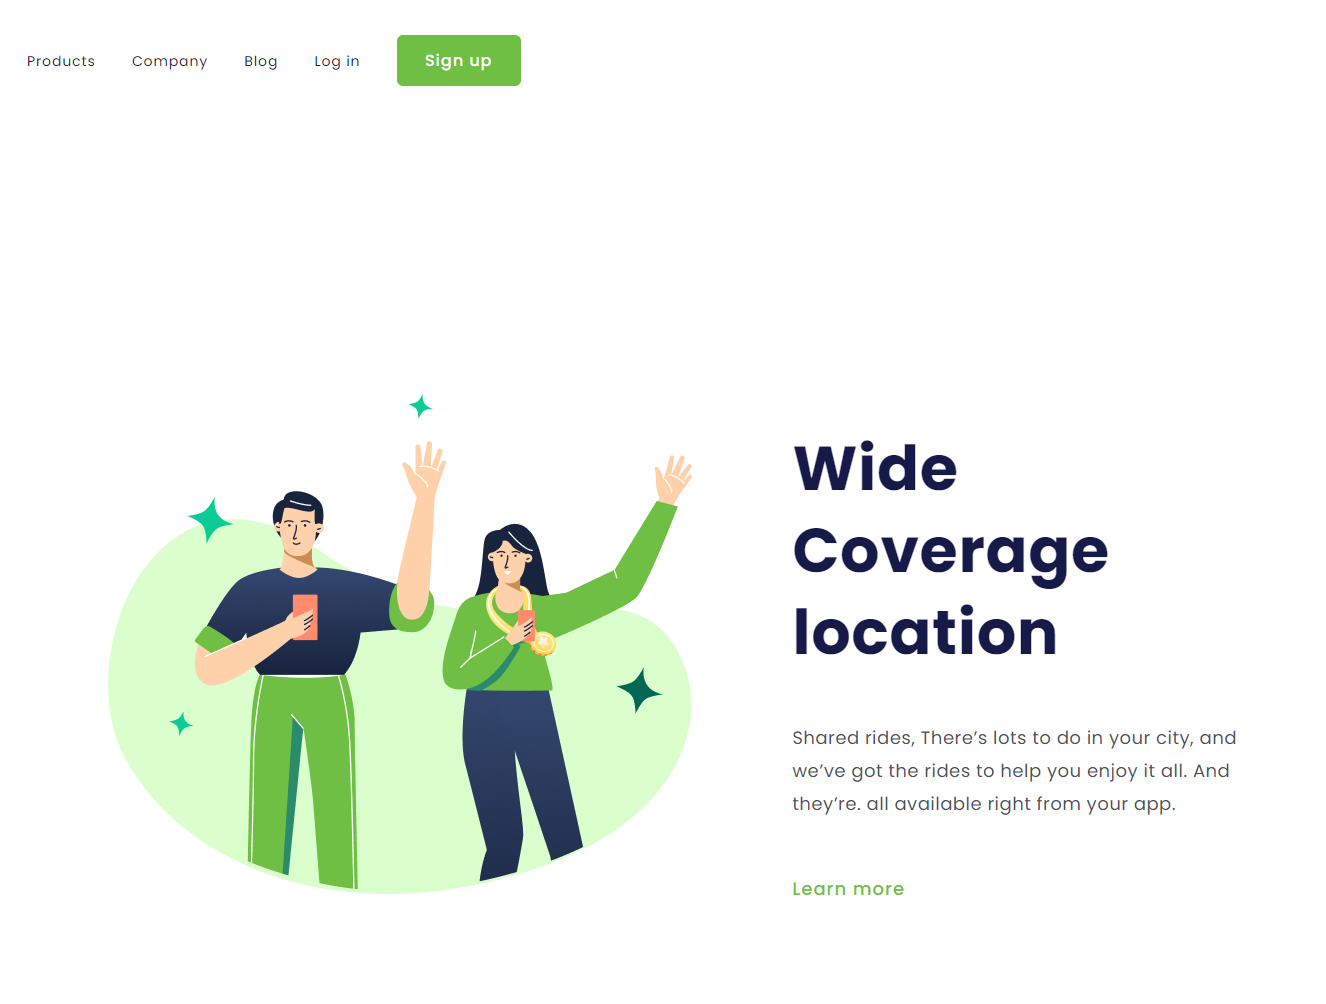 Products Company Blog Log in Sign up
Wide
Coverage
location
Shared rides, There’s lots to do in your city, and
we’ve got the rides to help you enjoy it all. And
they’re. all available right from your app.
Learn more